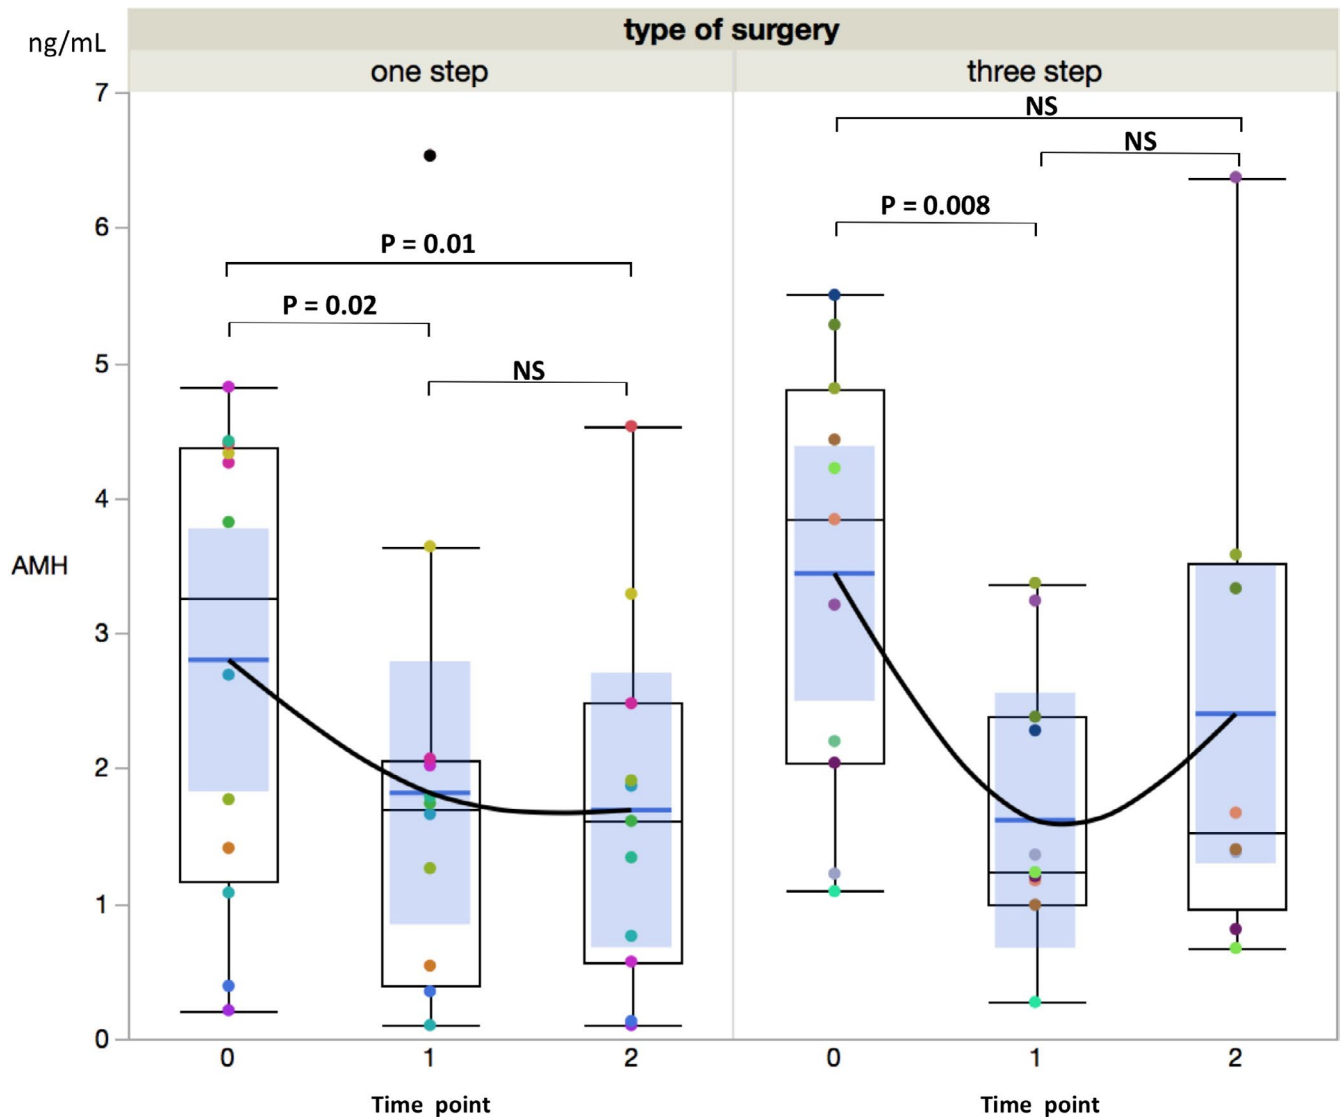 type of surgery
ng/mL
one step
three step
7
NS
NS
6
P = 0.008
P = 0.01
P = 0.02
5
NS
4
AMH
3
2
1
0
0 1 2 0 1 2
Time point Time point